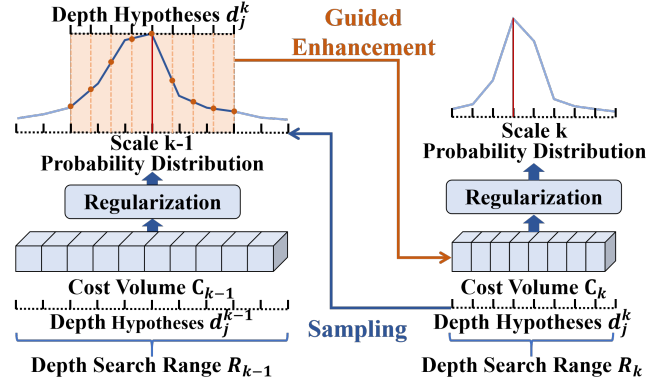 Depth Hypotheses $d_j^k$
Guided
Enhancement
Scale k-1
Probability Distribution
Scale k
Probability Distribution
Regularization
Regularization
Cost Volume $C_{k-1}$
Cost Volume $C_k$
Depth Hypotheses $d_j^{k-1}$
Sampling
Depth Hypotheses $d_j^k$
Depth Search Range $R_{k-1}$
Depth Search Range $R_k$